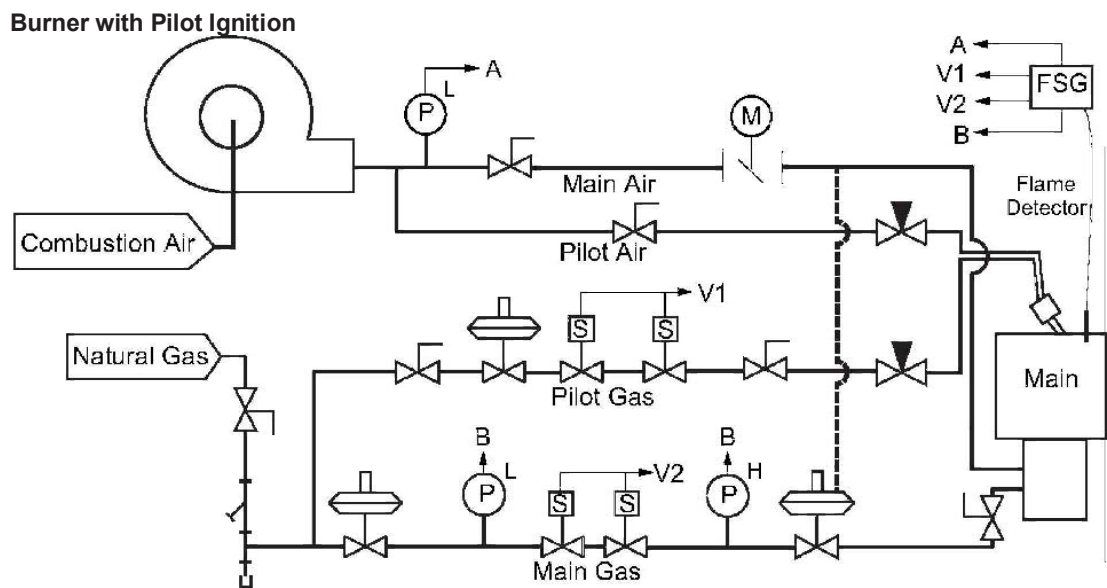 Burner with Pilot Ignition
A
L
P
M
A
V1
V2
B
FSG
Main Air
Flame
Detector
Combustion Air
Pilot Air
V1
S
S
Natural Gas
Pilot Gas
Main
B
L
P
V2
S
S
B
H
P
Main Gas